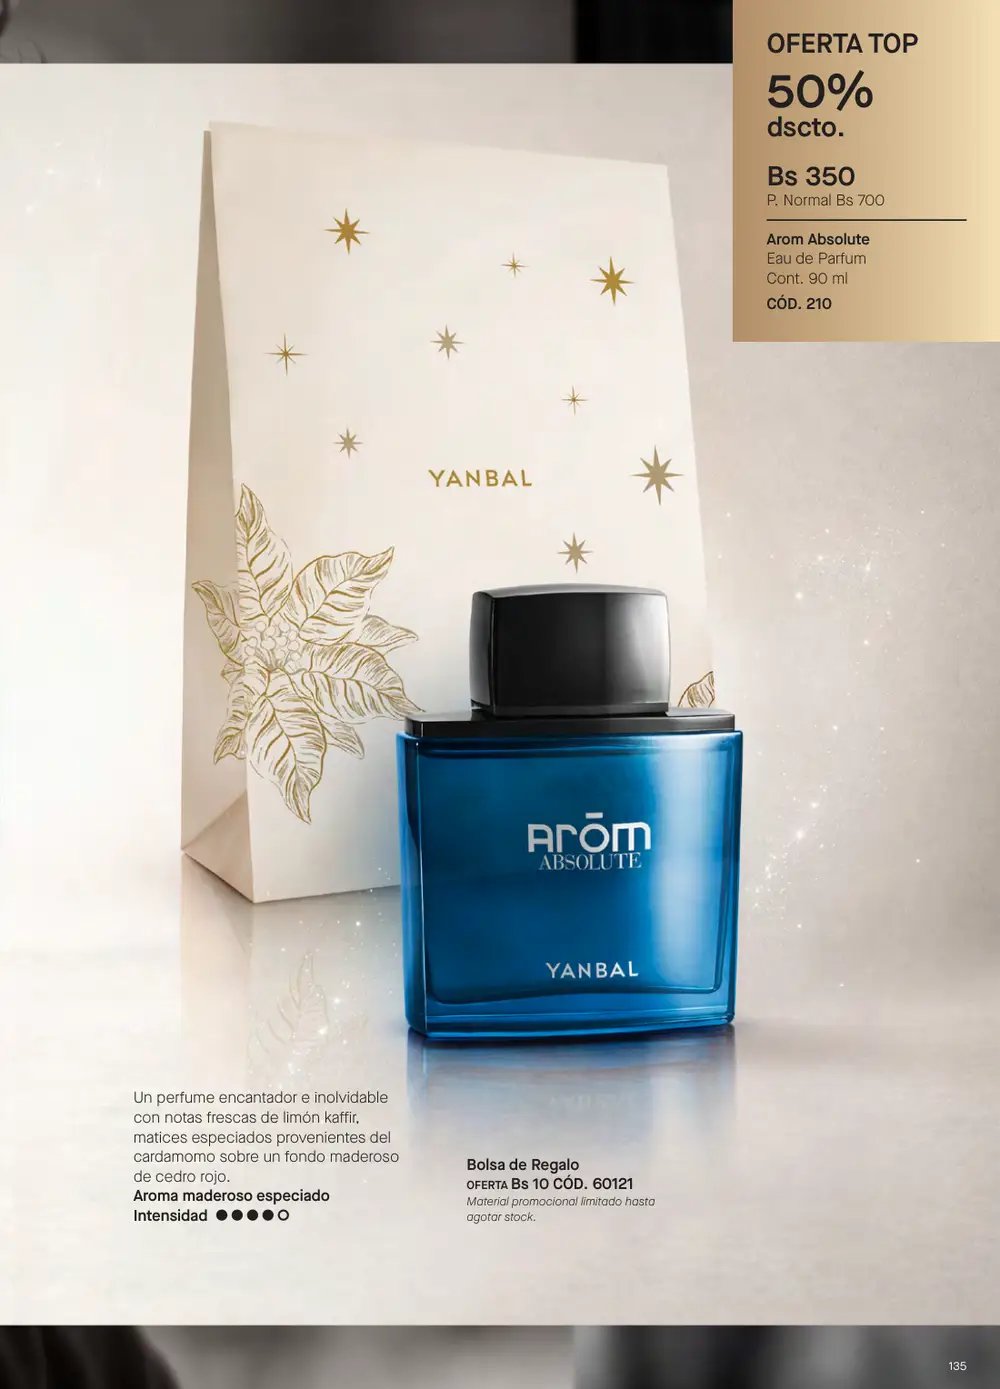 OFERTA TOP
50%
dscto.
Bs 350
P. Normal Bs 700
Arom Absolute
Eau de Parfum
Cont. 90 ml
CÓD. 210
YANBAL
Arōm
ABSOLUTE
YANBAL
Un perfume encantador e inolvidable
con notas frescas de limón kaffir,
matices especiados provenientes del
cardamomo sobre un fondo maderoso
de cedro rojo.
Aroma maderoso especiado
Intensidad
Bolsa de Regalo
OFERTA Bs 10 CÓD. 60121
Material promocional limitado hasta
agotar stock.
135